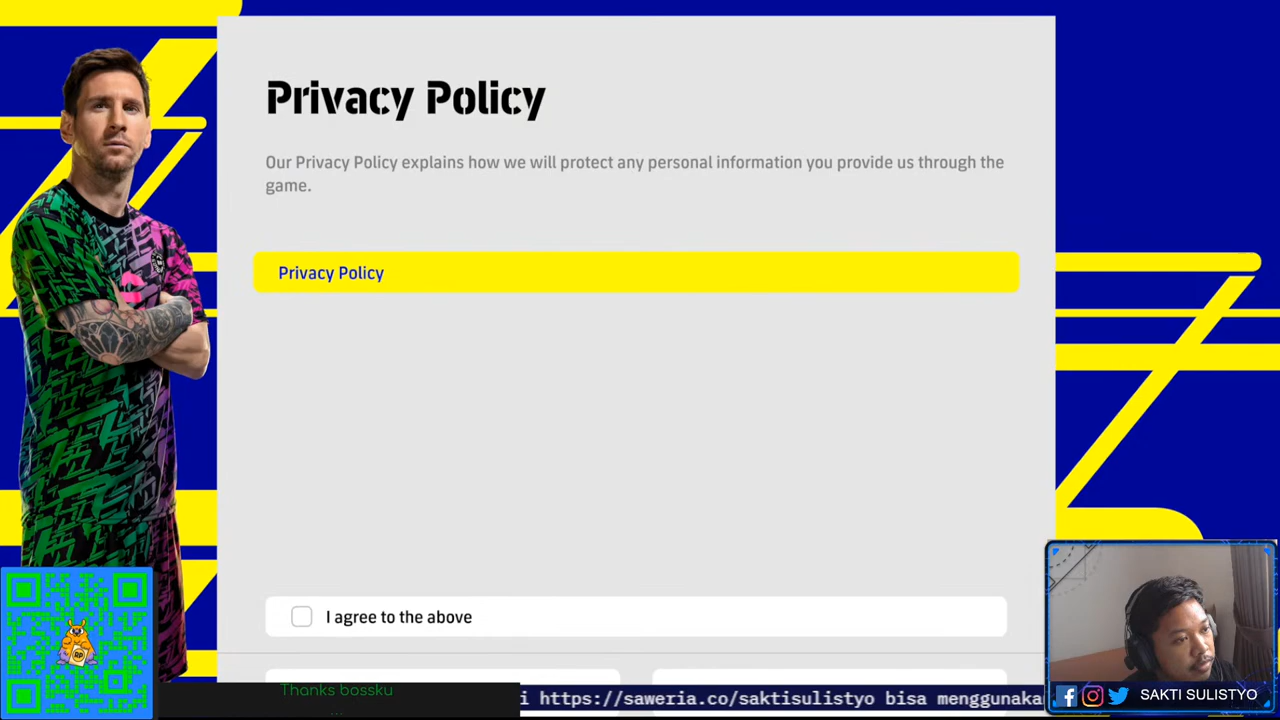 Privacy Policy
Our Privacy Policy explains how we will protect any personal information you provide us through the
game.
Privacy Policy
I agree to the above
Thanks bossku
...
i https://saweria.co/saktisulistyo bisa menggunaka
SAKTI SULISTYO
RP